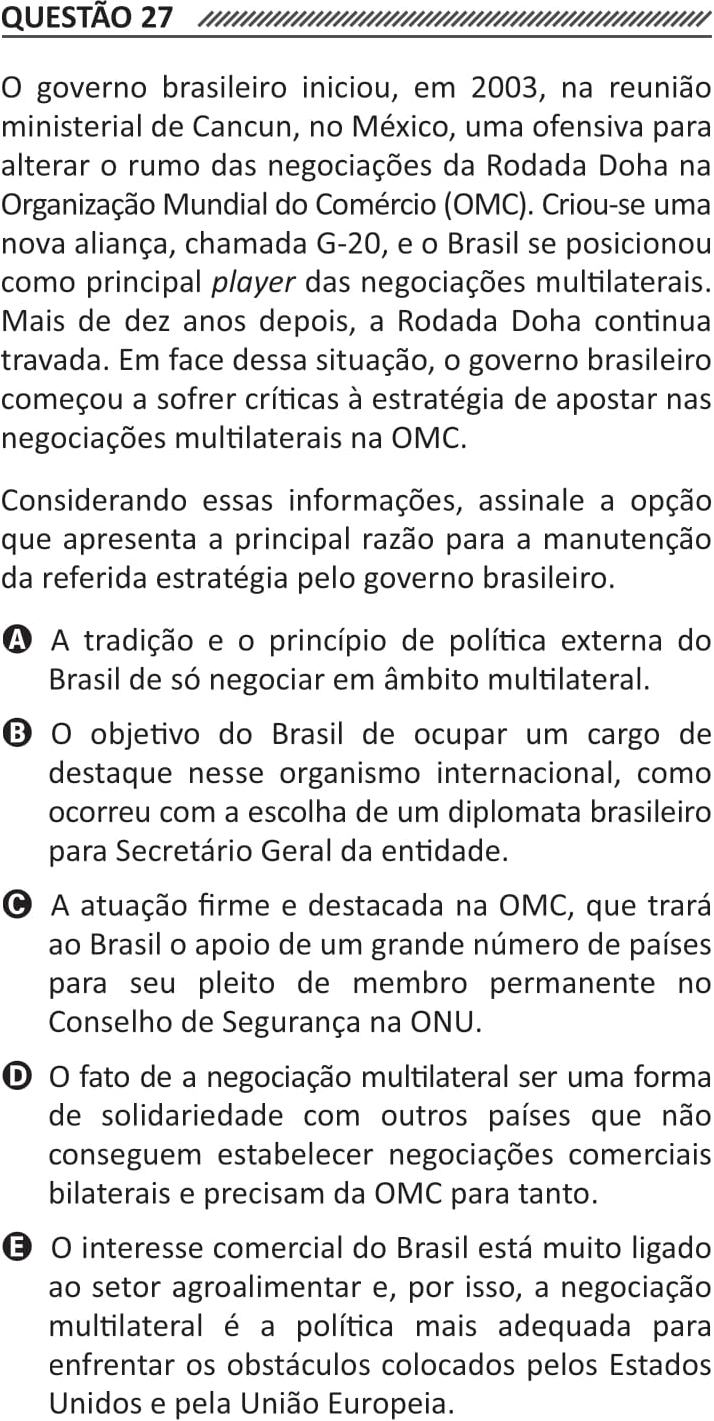 QUESTÃO 27
O governo brasileiro iniciou, em 2003, na reunião
ministerial de Cancun, no México, uma ofensiva para
alterar o rumo das negociações da Rodada Doha na
Organização Mundial do Comércio (OMC). Criou-se uma
nova aliança, chamada G-20, e o Brasil se posicionou
como principal player das negociações multilaterais.
Mais de dez anos depois, a Rodada Doha continua
travada. Em face dessa situação, o governo brasileiro
começou a sofrer críticas à estratégia de apostar nas
negociações multilaterais na OMC.
Considerando essas informações, assinale a opção
que apresenta a principal razão para a manutenção
da referida estratégia pelo governo brasileiro.
A A tradição e o princípio de política externa do
Brasil de só negociar em âmbito multilateral.
B O objetivo do Brasil de ocupar um cargo de
destaque nesse organismo internacional, como
ocorreu com a escolha de um diplomata brasileiro
para Secretário Geral da entidade.
C A atuação firme e destacada na OMC, que trará
ao Brasil o apoio de um grande número de países
para seu pleito de membro permanente no
Conselho de Segurança na ONU.
D O fato de a negociação multilateral ser uma forma
de solidariedade com outros países que não
conseguem estabelecer negociações comerciais
bilaterais e precisam da OMC para tanto.
E O interesse comercial do Brasil está muito ligado
ao setor agroalimentar e, por isso, a negociação
multilateral é a política mais adequada para
enfrentar os obstáculos colocados pelos Estados
Unidos e pela União Europeia.